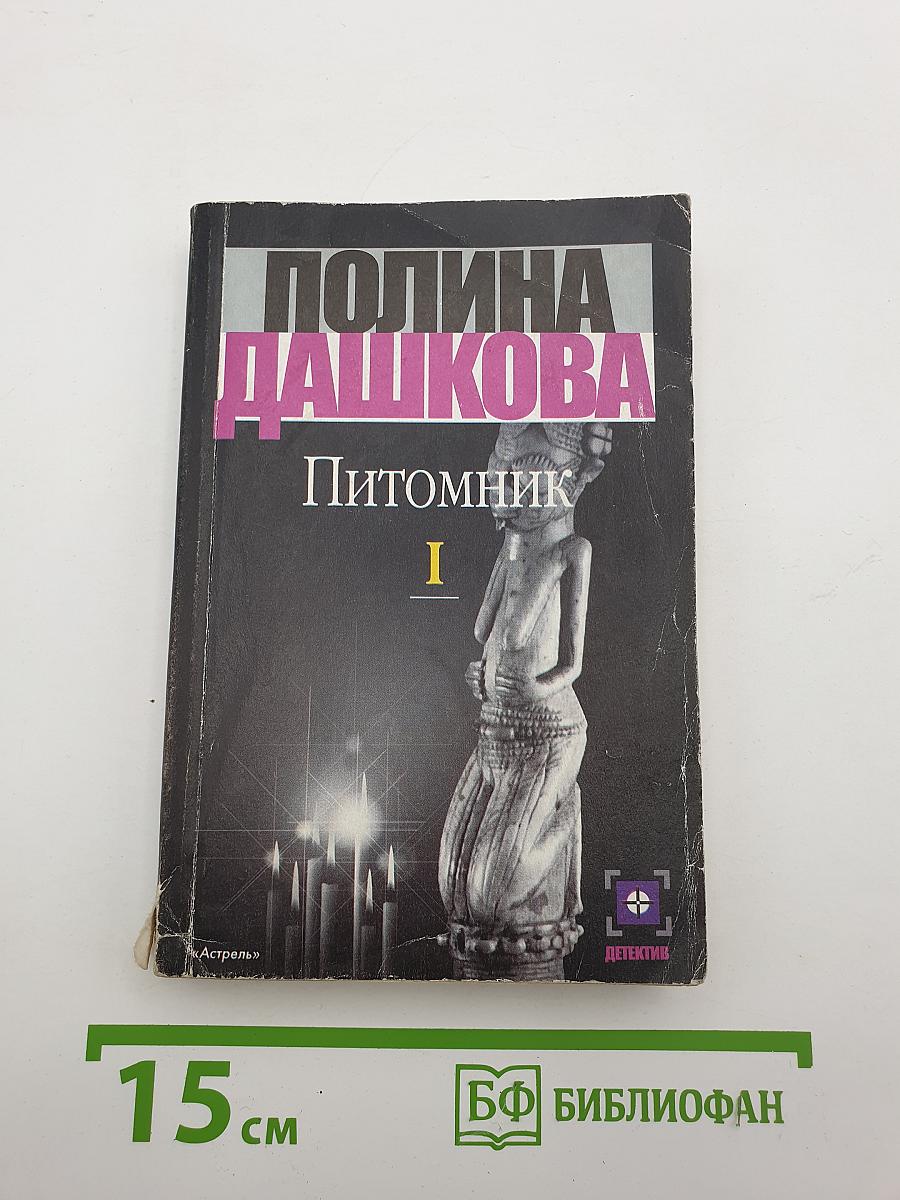 ПОЛИНА
ДАШКОВА
Питомник
I
«Астрель»
ДЕТЕКТИВ
15 см
БФ БИБЛИОФАН